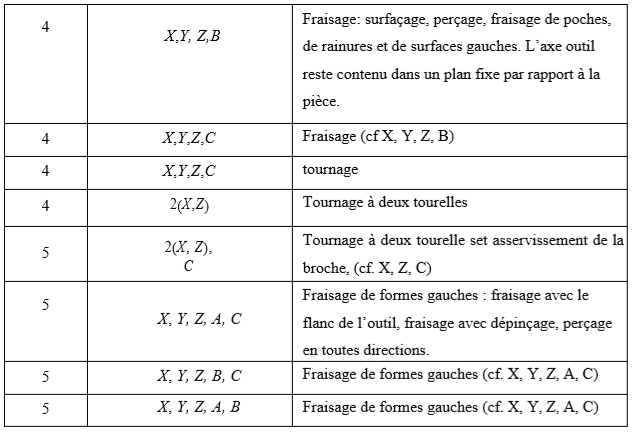 4
X,Y, Z,B
Fraisage: surfaçage, perçage, fraisage de poches,
de rainures et de surfaces gauches. L’axe outil
reste contenu dans un plan fixe par rapport à la
pièce.
4
X,Y,Z,C
Fraisage (cf X, Y, Z, B)
4
X,Y,Z,C
tournage
4
2(X,Z)
Tournage à deux tourelles
5
2(X, Z),
C
Tournage à deux tourelle set asservissement de la
broche, (cf. X, Z, C)
5
X, Y, Z, A, C
Fraisage de formes gauches : fraisage avec le
flanc de l’outil, fraisage avec dépinçage, perçage
en toutes directions.
5
X, Y, Z, B, C
Fraisage de formes gauches (cf. X, Y, Z, A, C)
5
X, Y, Z, A, B
Fraisage de formes gauches (cf. X, Y, Z, A, C)